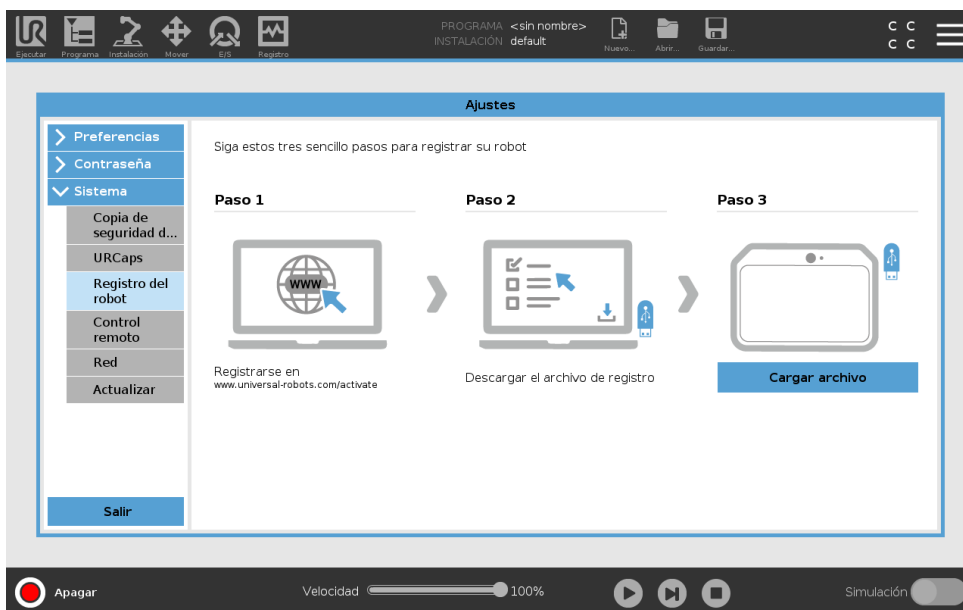 UR
Ejecutar
Programa
Instalación
Mover
E/S
Registro
PROGRAMA <sin nombre>
INSTALACIÓN default
Nuevo...
Abrir...
Guardar...
C C
C C
Ajustes
Preferencias
Contraseña
Sistema
Copia de
seguridad d...
URCaps
Registro del
robot
Control
remoto
Red
Actualizar
Salir
Siga estos tres sencillo pasos para registrar su robot
Paso 1
WWW
Registrarse en
www.universal-robots.com/activate
Paso 2
Descargar el archivo de registro
Paso 3
Cargar archivo
Apagar
Velocidad
100%
Simulación